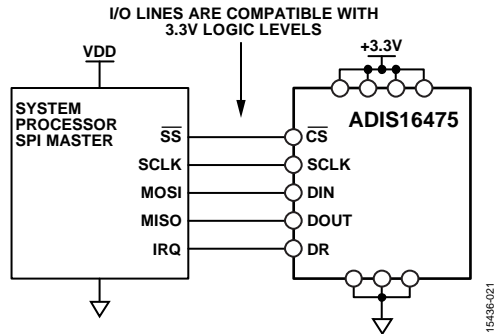 I/O LINES ARE COMPATIBLE WITH
3.3V LOGIC LEVELS
VDD
+3.3V
SYSTEM
PROCESSOR
SPI MASTER
ADIS16475
SS
CS
SCLK
SCLK
MOSI
DIN
MISO
DOUT
IRQ
DR
15436-021